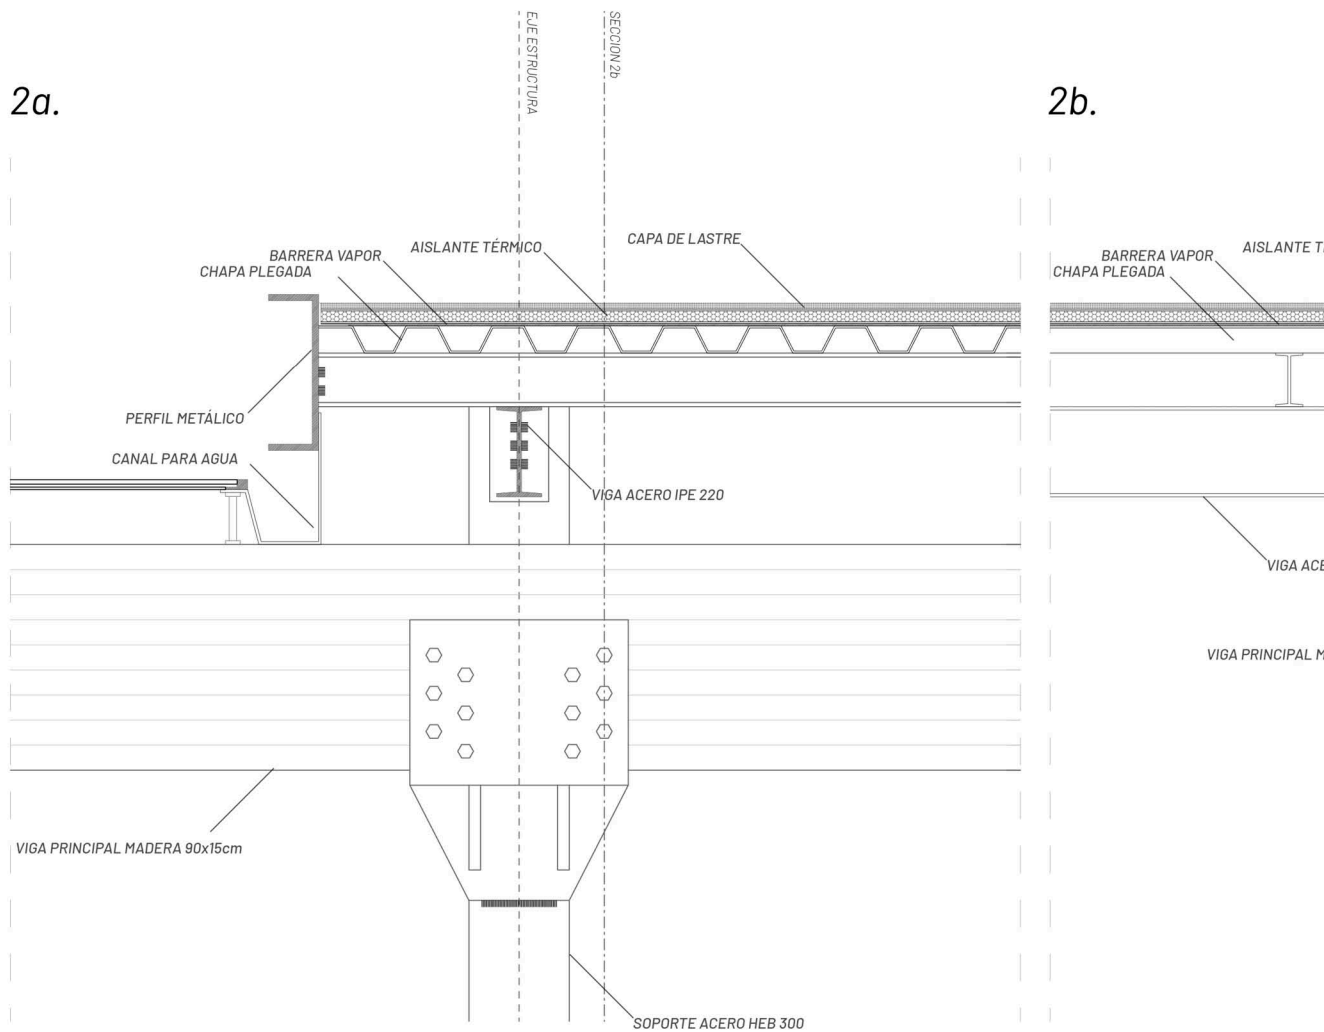 EJE ESTRUCTURA
SECCION 2b
2a.
2b.
CAPA DE LASTRE
AISLANTE TÉRMICO
BARRERA VAPOR
CHAPA PLEGADA
PERFIL METÁLICO
CANAL PARA AGUA
VIGA ACERO IPE 220
VIGA PRINCIPAL MADERA 90x15cm
SOPORTE ACERO HEB 300
AISLANTE T
BARRERA VAPOR
CHAPA PLEGADA
VIGA ACE
VIGA PRINCIPAL M